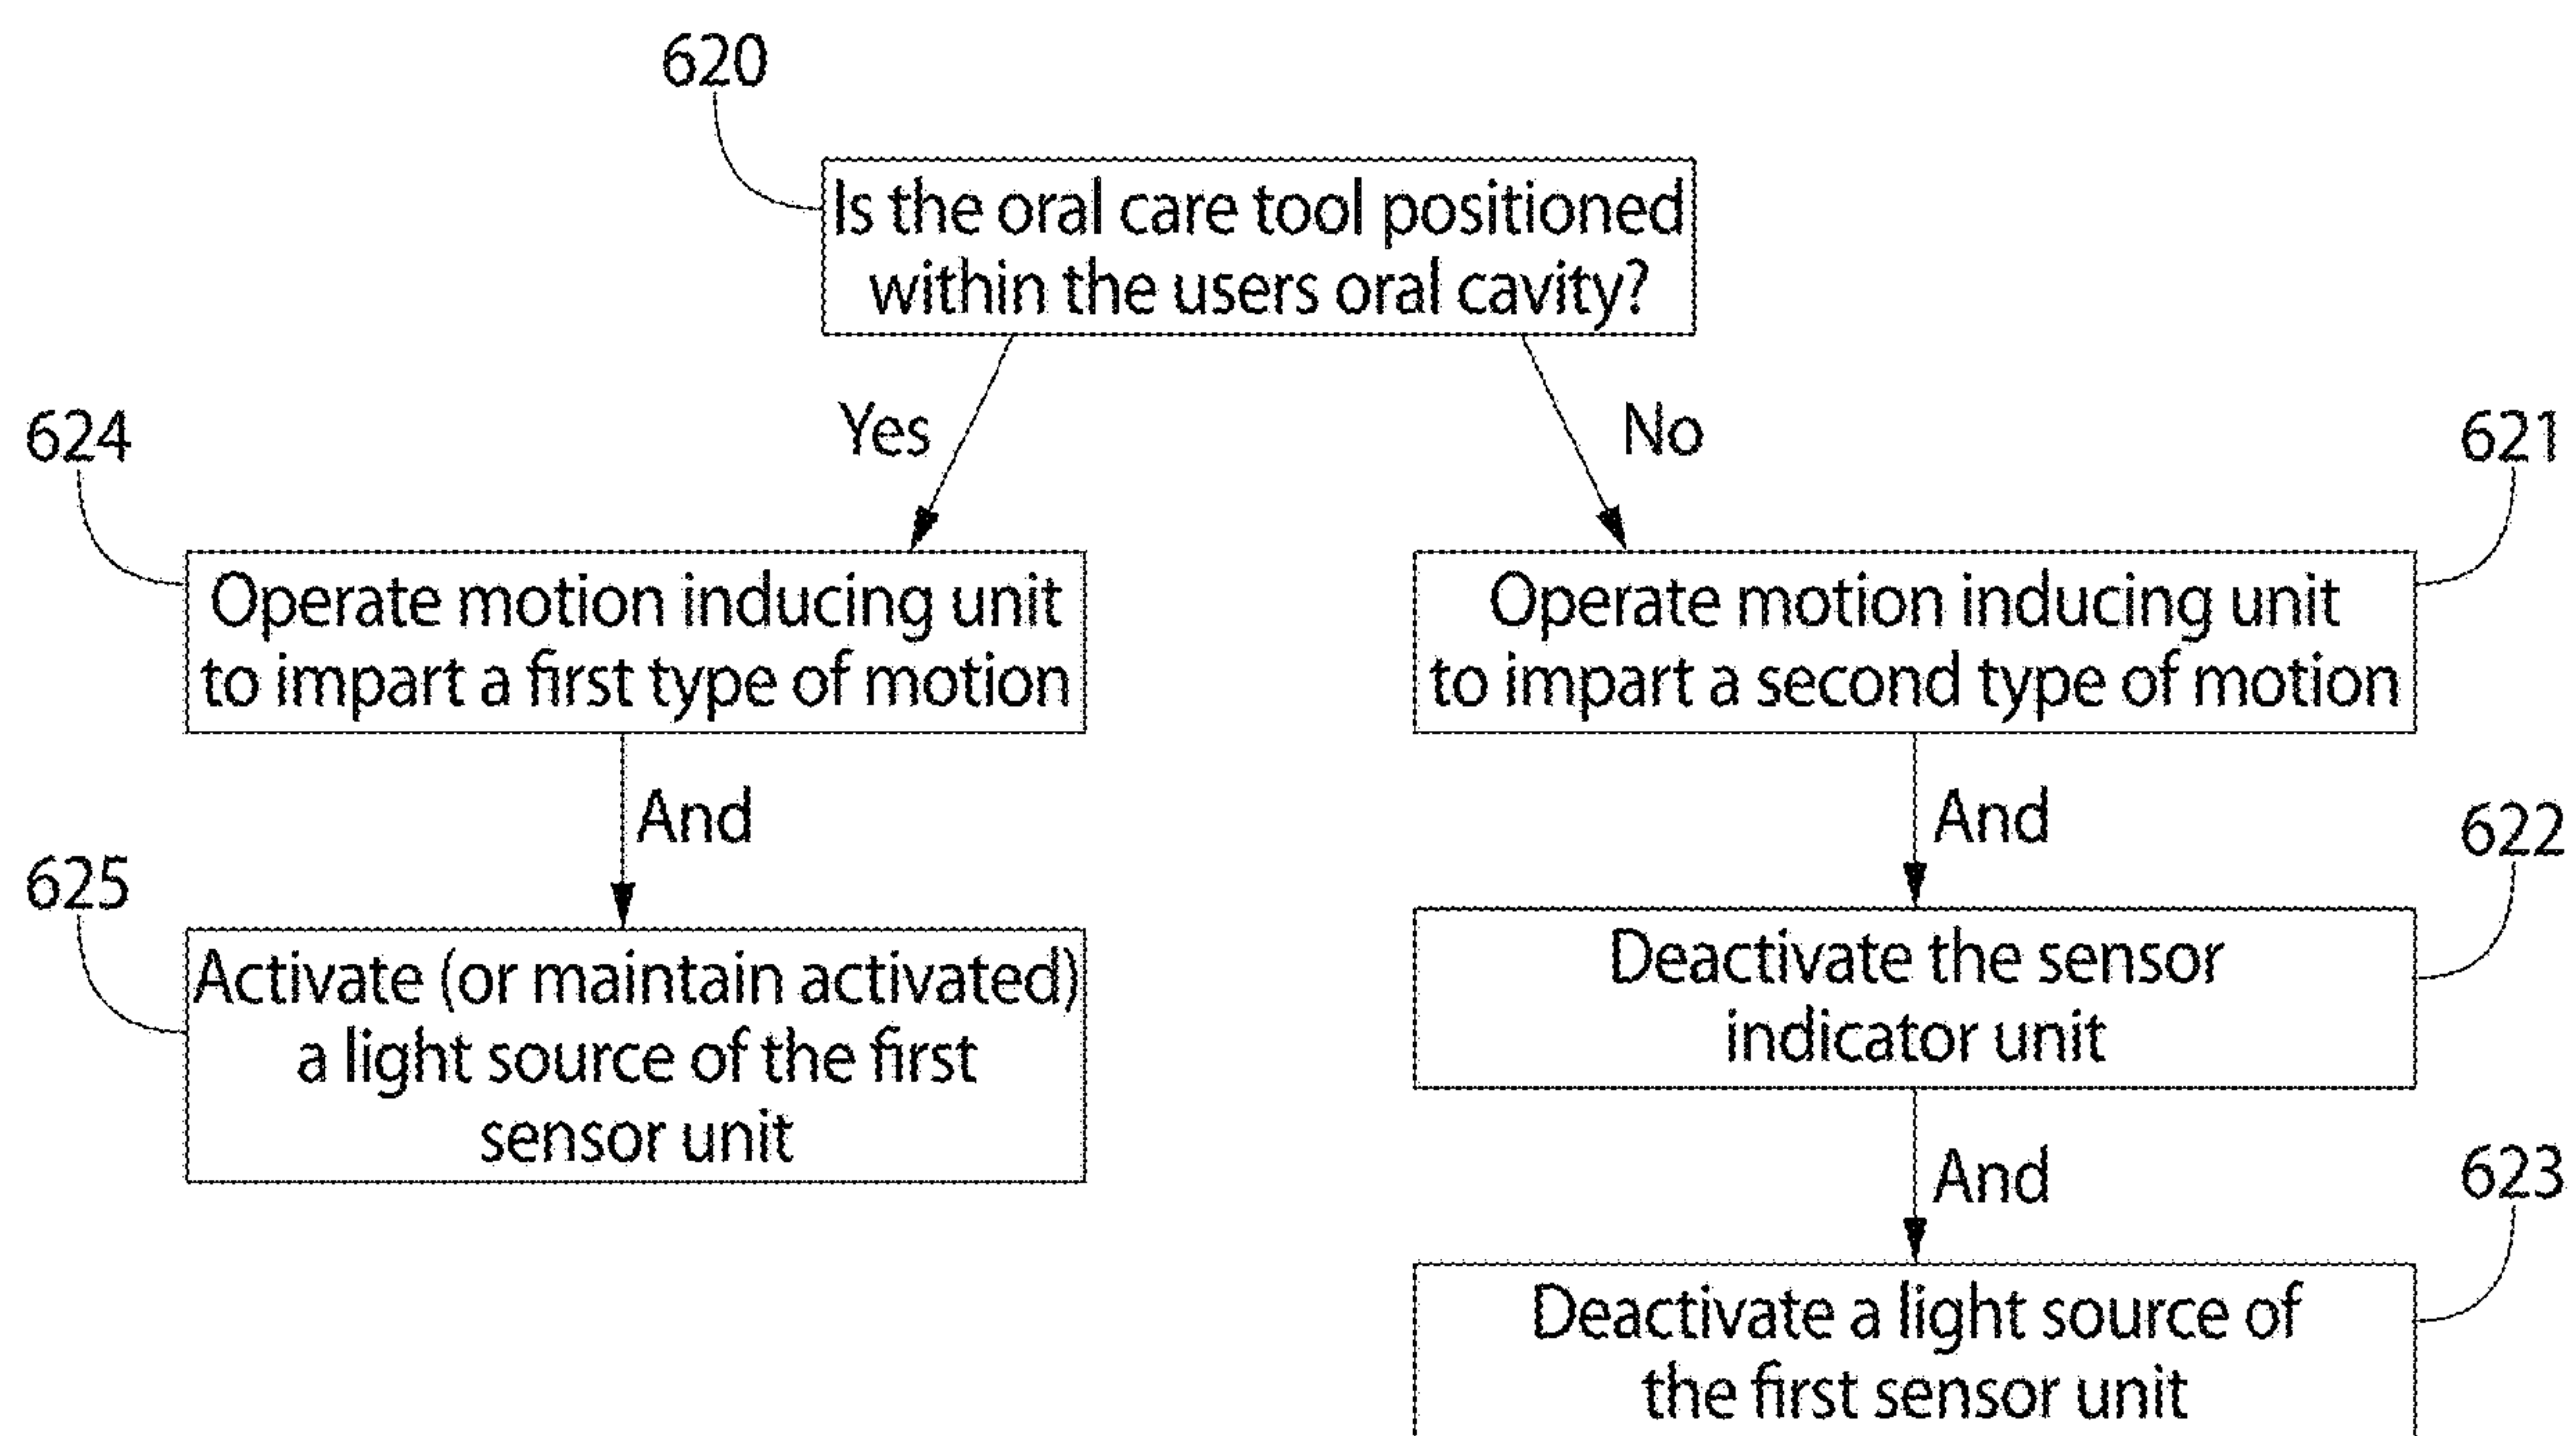 620
Is the oral care tool positioned
within the users oral cavity?
Yes
No
624
621
Operate motion inducing unit
to impart a first type of motion
Operate motion inducing unit
to impart a second type of motion
And
And
625
622
Activate (or maintain activated)
a light source of the first
sensor unit
Deactivate the sensor
indicator unit
And
623
Deactivate a light source of
the first sensor unit